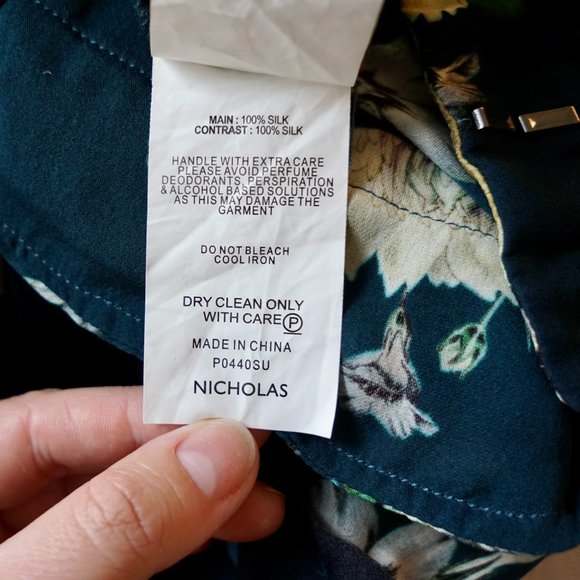 MAIN : 100% SILK
CONTRAST : 100% SILK
HANDLE WITH EXTRA CARE
PLEASE AVOID PERFUME
DEODORANTS, PERSPIRATION
& ALCOHOL BASED SOLUTIONS
AS THIS MAY DAMAGE THE
GARMENT
DO NOT BLEACH
COOL IRON
DRY CLEAN ONLY
WITH CARE Ⓟ
MADE IN CHINA
P0440SU
NICHOLAS